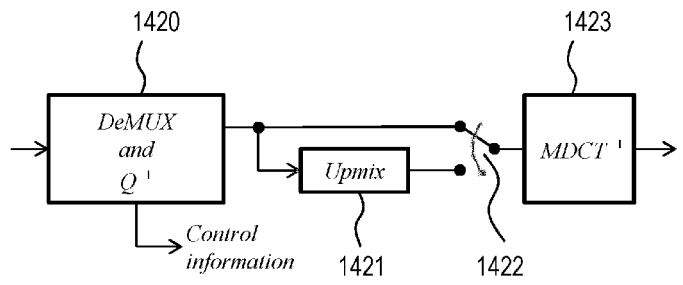 1420
1423
DeMUX
and
Q⁻¹
Upmix
MDCT⁻¹
Control
information
1421
1422